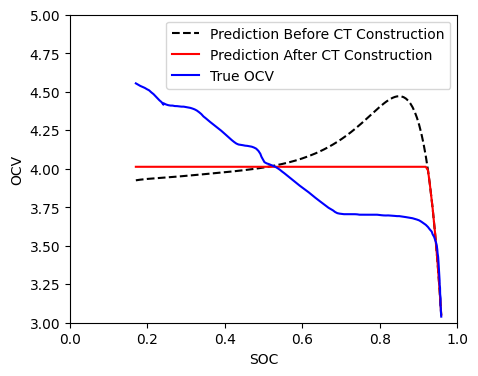 5.00
4.75
4.50
4.25
4.00
3.75
3.50
3.25
3.00
OCV
Prediction Before CT Construction
Prediction After CT Construction
True OCV
0.0 0.2 0.4 0.6 0.8 1.0
SOC